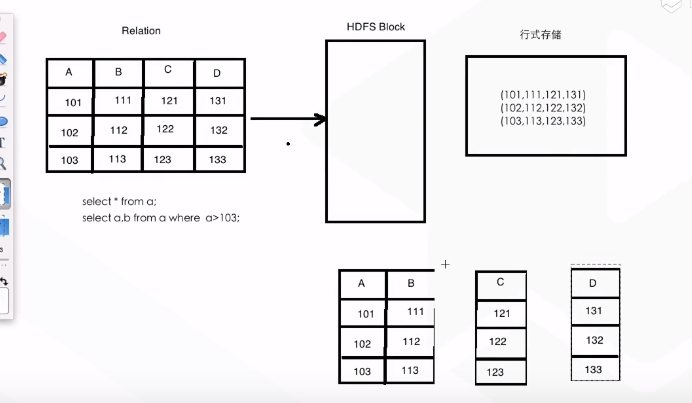 Relation
HDFS Block
行式存储
A B C D
101 111 121 131
102 112 122 132
103 113 123 133
(101,111,121,131)
(102,112,122,132)
(103,113,123,133)
select * from a;
select a,b from a where a>103;
A B
101 111
102 112
103 113
C
121
122
123
D
131
132
133